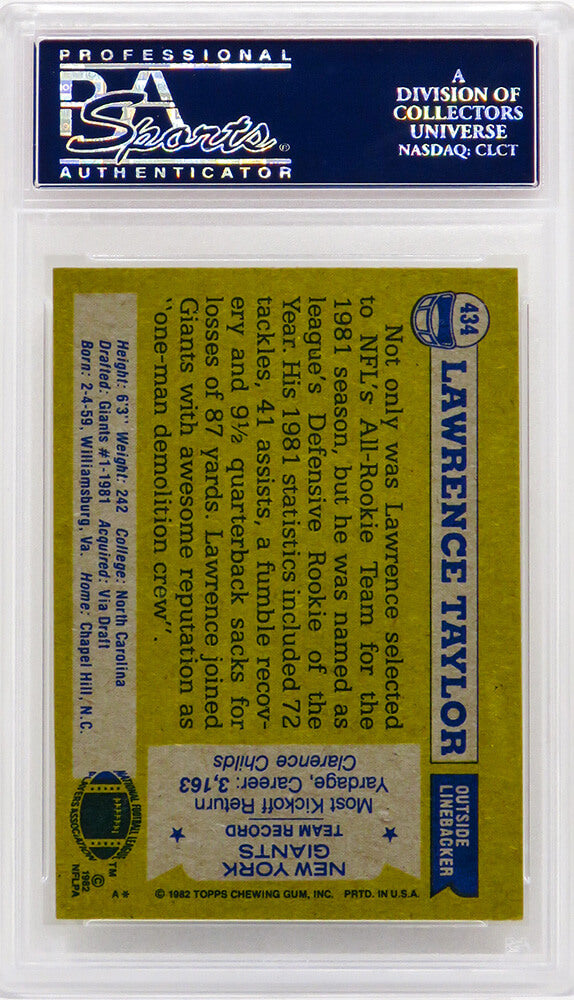 PROFESSIONAL
PSA
Sports®
AUTHENTICATOR
A
DIVISION OF
COLLECTORS
UNIVERSE
NASDAQ: CLCT
434
LAWRENCE TAYLOR
OUTSIDE
LINEBACKER
Not only was Lawrence selected
to NFL's All-Rookie Team for the
1981 season, but he was named as
league's Defensive Rookie of the
Year. His 1981 statistics included 72
tackles, 41 assists, a fumble recov-
ery and 9½ quarterback sacks for
losses of 87 yards. Lawrence joined
Giants with awesome reputation as
"one-man demolition crew".
NEW YORK
GIANTS
TEAM RECORD
Most Kickoff Return
Yardage, Career: 3,163
Clarence Childs
Height: 6'3" Weight: 242 College: North Carolina
Drafted: Giants #1-1981 Acquired: Via Draft
Born: 2-4-59, Williamsburg, Va. Home: Chapel Hill, N.C.
NATIONAL FOOTBALL LEAGUE
PLAYERS ASSOCIATION
TM
©
1982
NFLPA
A*
© 1982 TOPPS CHEWING GUM, INC. PRTD. IN U.S.A.